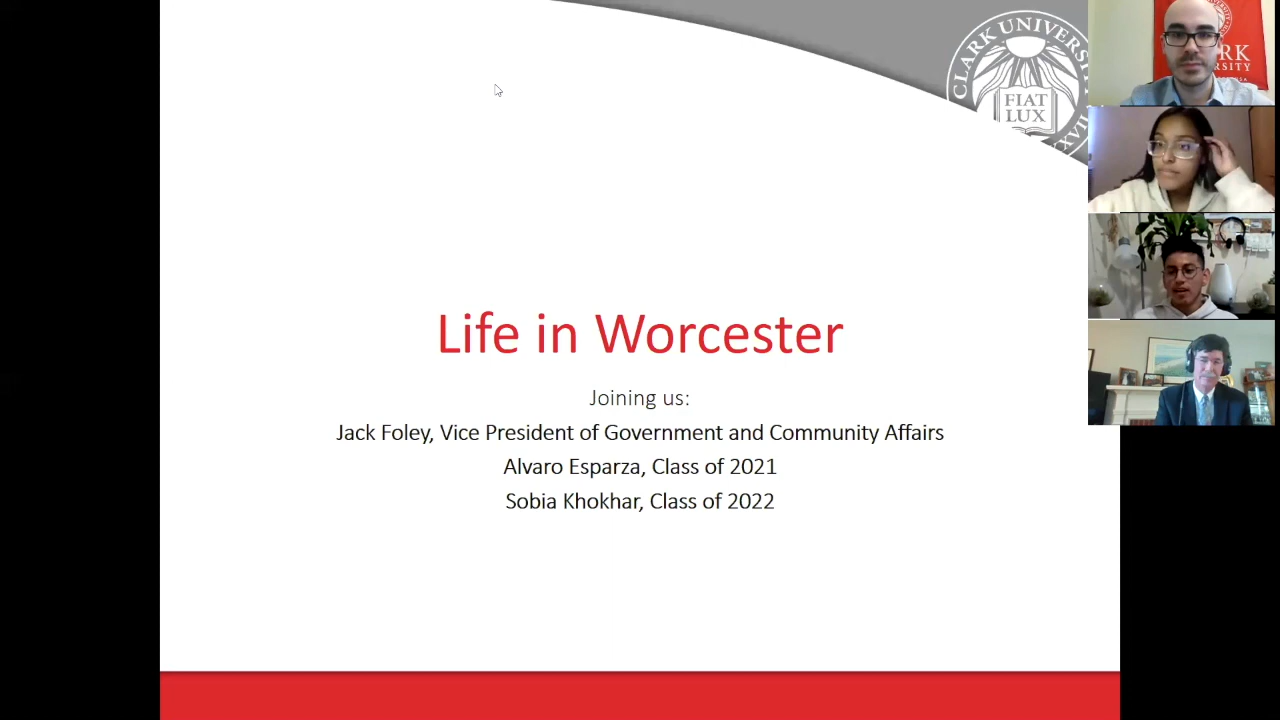 CLARK UNIVERSITY
FIAT
LUX
Life in Worcester
Joining us:
Jack Foley, Vice President of Government and Community Affairs
Alvaro Esparza, Class of 2021
Sobia Khokhar, Class of 2022